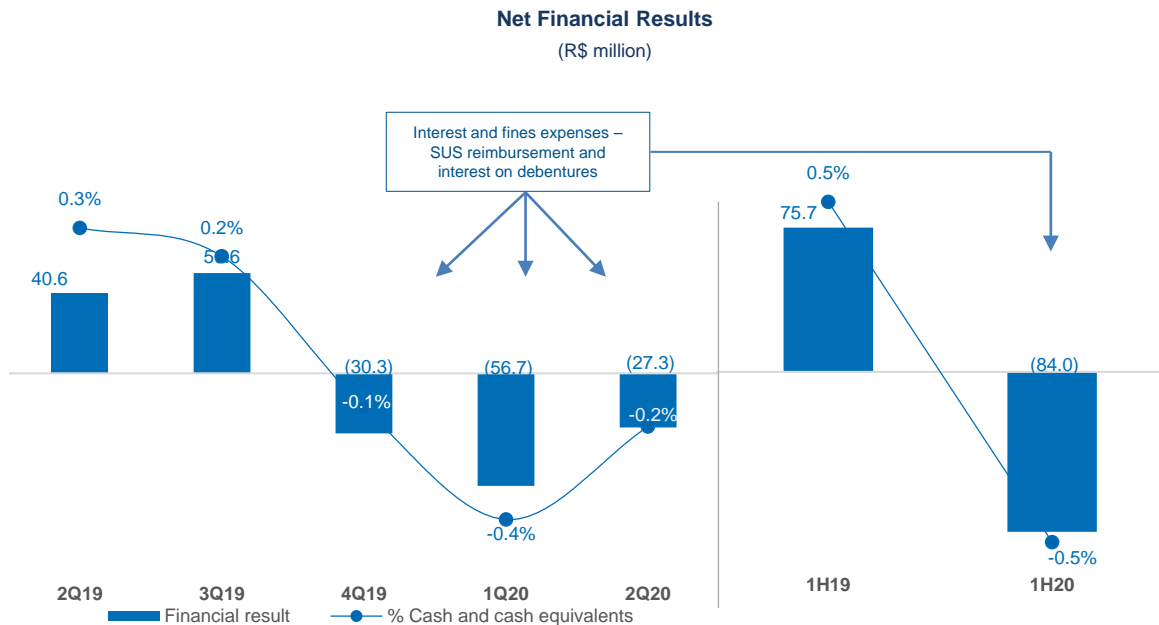 Net Financial Results
(R$ million)
Interest and fines expenses –
SUS reimbursement and
interest on debentures
0.3%
0.2%
40.6
0.5%
75.7
(30.3)
(56.7)
(27.3)
(84.0)
-0.1%
-0.2%
-0.4%
-0.5%
2Q19 3Q19 4Q19 1Q20 2Q20 1H19 1H20
Financial result % Cash and cash equivalents